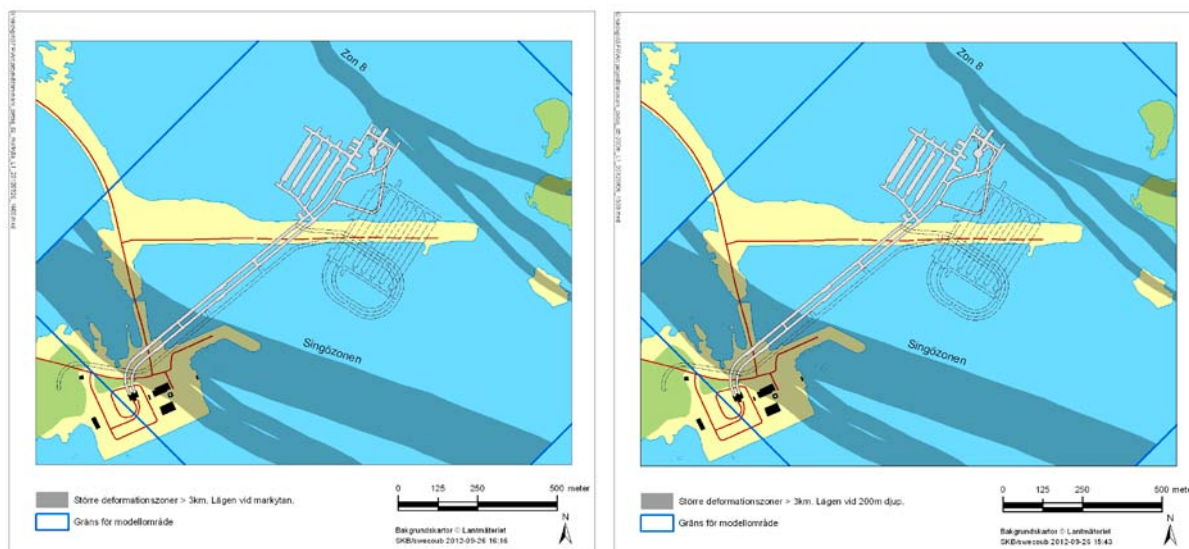 Zon 8
Singözonen
Större deformationszoner > 3km. Lägen vid markytan.
Gräns för modellområde
0 125 250 500 meter
N
Bakgrundskartor © Lantmäteriet
SKB/swecoub 2012-09-26 16:16
Zon 8
Singözonen
Större deformationszoner > 3km. Lägen vid 200m djup.
Gräns för modellområde
0 125 250 500 meter
N
Bakgrundskartor © Lantmäteriet
SKB/swecoub 2012-09-26 15:43